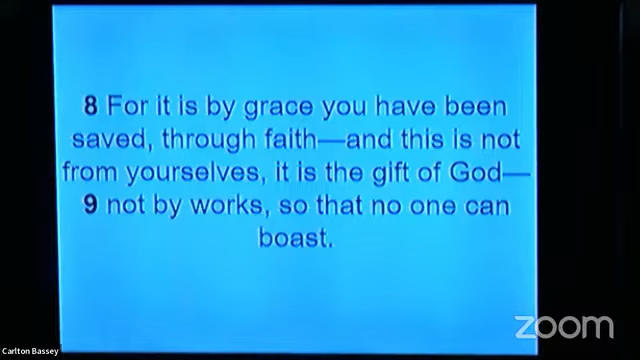 8 For it is by grace you have been
saved, through faith—and this is not
from yourselves, it is the gift of God—
9 not by works, so that no one can
boast.
zoom
Carlton Bassey